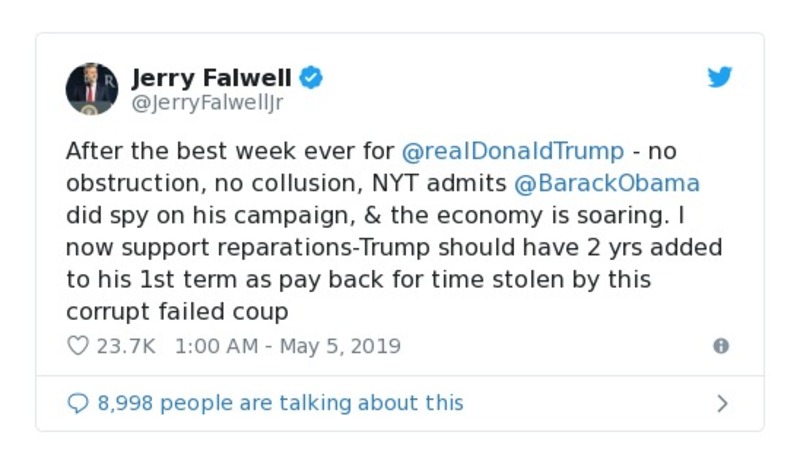 Jerry Falwell
@JerryFalwellJr
After the best week ever for @realDonaldTrump - no
obstruction, no collusion, NYT admits @BarackObama
did spy on his campaign, & the economy is soaring. I
now support reparations-Trump should have 2 yrs added
to his 1st term as pay back for time stolen by this
corrupt failed coup
23.7K 1:00 AM - May 5, 2019
8,998 people are talking about this